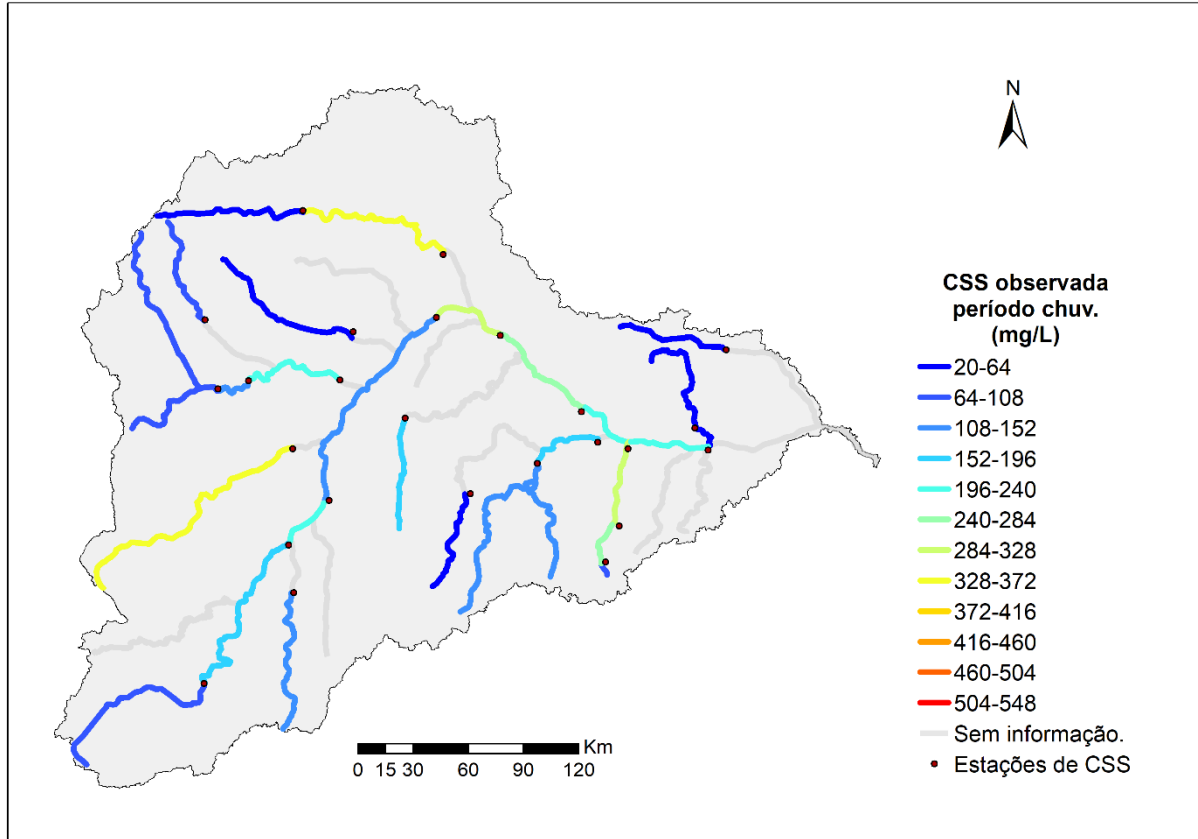 N
CSS observada
período chuv.
(mg/L)
20-64
64-108
108-152
152-196
196-240
240-284
284-328
328-372
372-416
416-460
460-504
504-548
Sem informação.
Estações de CSS
Km
0 15 30 60 90 120